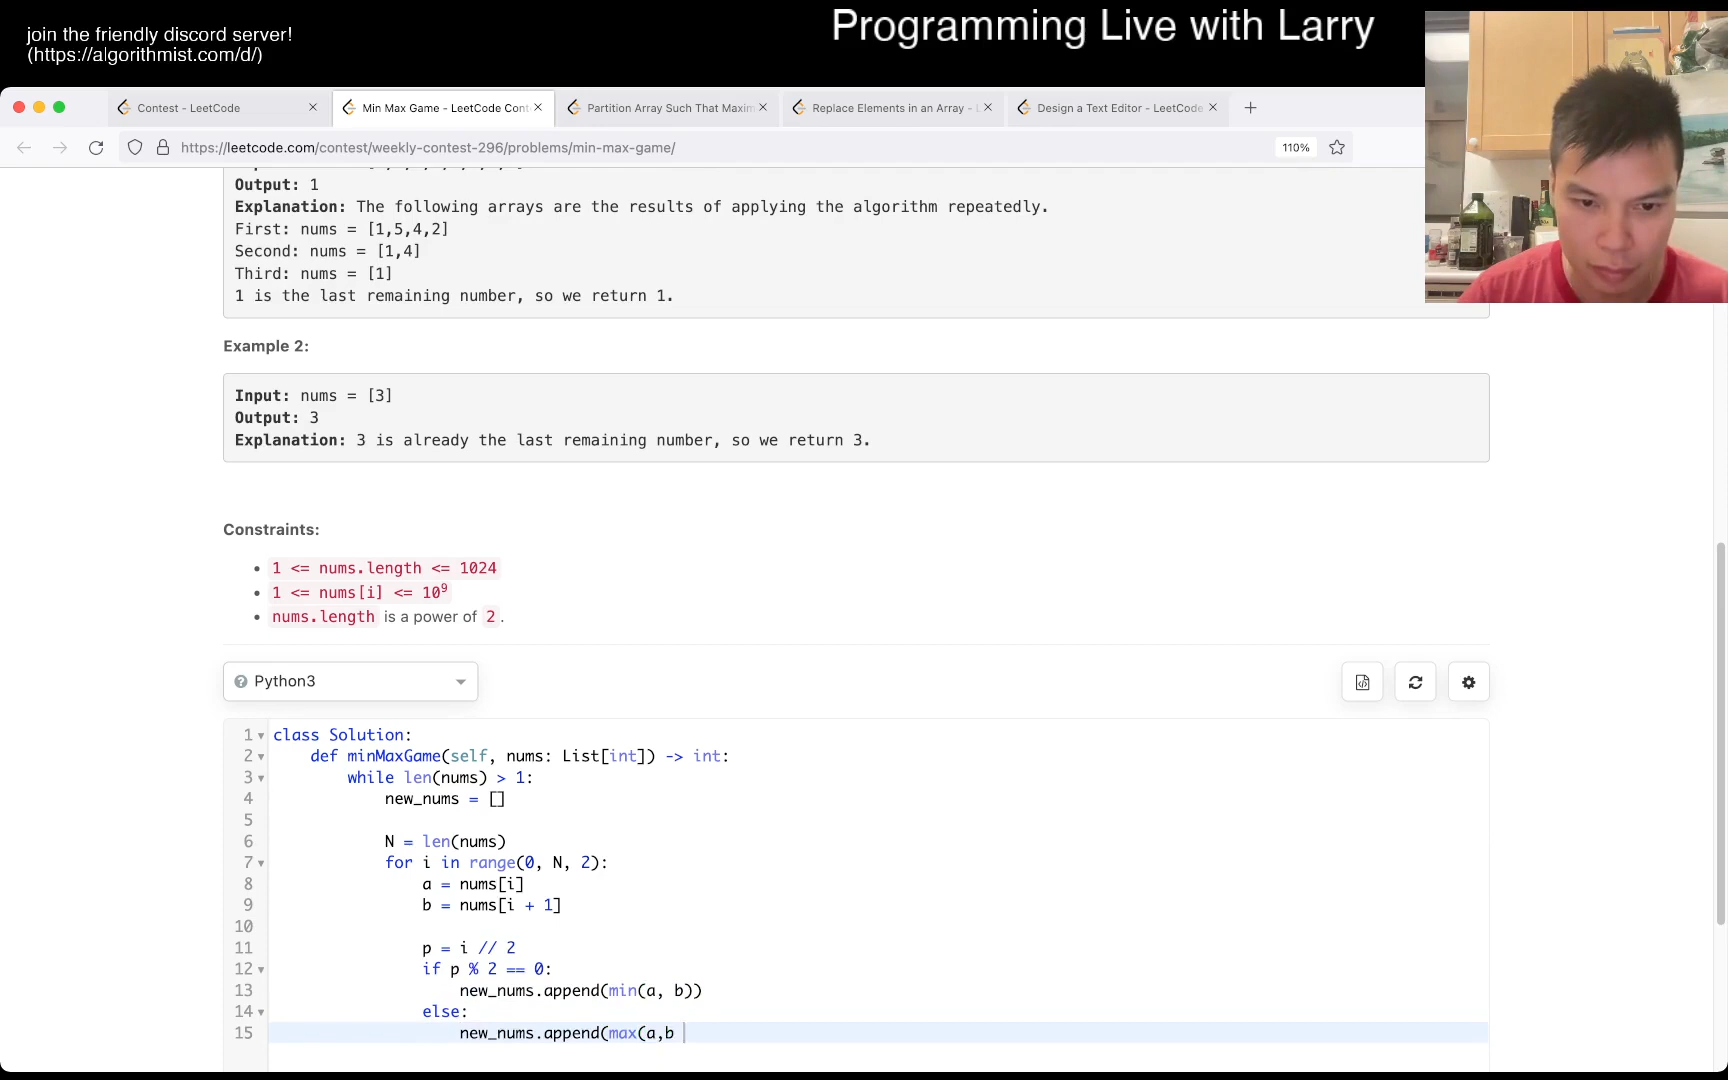 join the friendly discord server!
(https://algorithmist.com/d/)
Programming Live with Larry
Contest - LeetCode
Min Max Game - LeetCode Cont
Partition Array Such That Maxim
Replace Elements in an Array - L
Design a Text Editor - LeetCode
https://leetcode.com/contest/weekly-contest-296/problems/min-max-game/
110%
Output: 1
Explanation: The following arrays are the results of applying the algorithm repeatedly.
First: nums = [1,5,4,2]
Second: nums = [1,4]
Third: nums = [1]
1 is the last remaining number, so we return 1.
Example 2:
Input: nums = [3]
Output: 3
Explanation: 3 is already the last remaining number, so we return 3.
Constraints:
1 <= nums.length <= 1024
1 <= nums[i] <= 10⁹
nums.length is a power of 2.
Python3
1 class Solution:
2     def minMaxGame(self, nums: List[int]) -> int:
3         while len(nums) > 1:
4             new_nums = []
5
6             N = len(nums)
7             for i in range(0, N, 2):
8                 a = nums[i]
9                 b = nums[i + 1]
10
11                 p = i // 2
12                 if p % 2 == 0:
13                     new_nums.append(min(a, b))
14                 else:
15                     new_nums.append(max(a,b